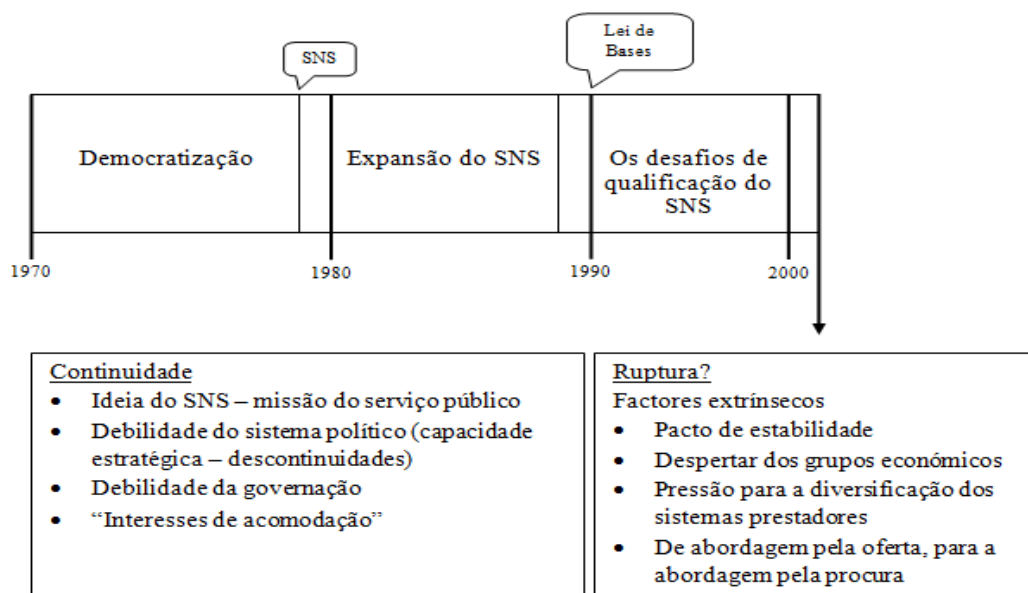 SNS
Lei de
Bases
Democratização
Expansão do SNS
Os desafios de
qualificação do
SNS
1970
1980
1990
2000
Continuidade
• Ideia do SNS – missão do serviço público
• Debilidade do sistema político (capacidade
estratégica – descontinuidades)
• Debilidade da governação
• “Interesses de acomodação”
Ruptura?
Factores extrínsecos
• Pacto de estabilidade
• Despertar dos grupos económicos
• Pressão para a diversificação dos
sistemas prestadores
• De abordagem pela oferta, para a
abordagem pela procura